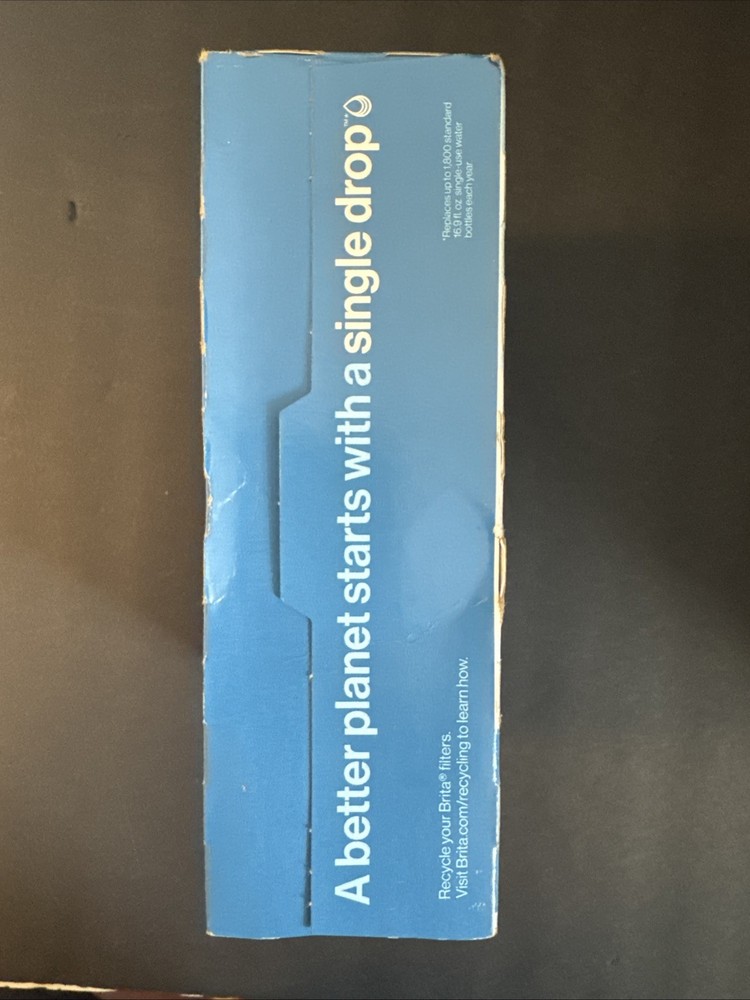 A better planet starts with a single drop™*
*Replaces up to 1,800 standard
16.9 fl oz single-use water
bottles each year
Recycle your Brita® filters.
Visit Brita.com/recycling to learn how.